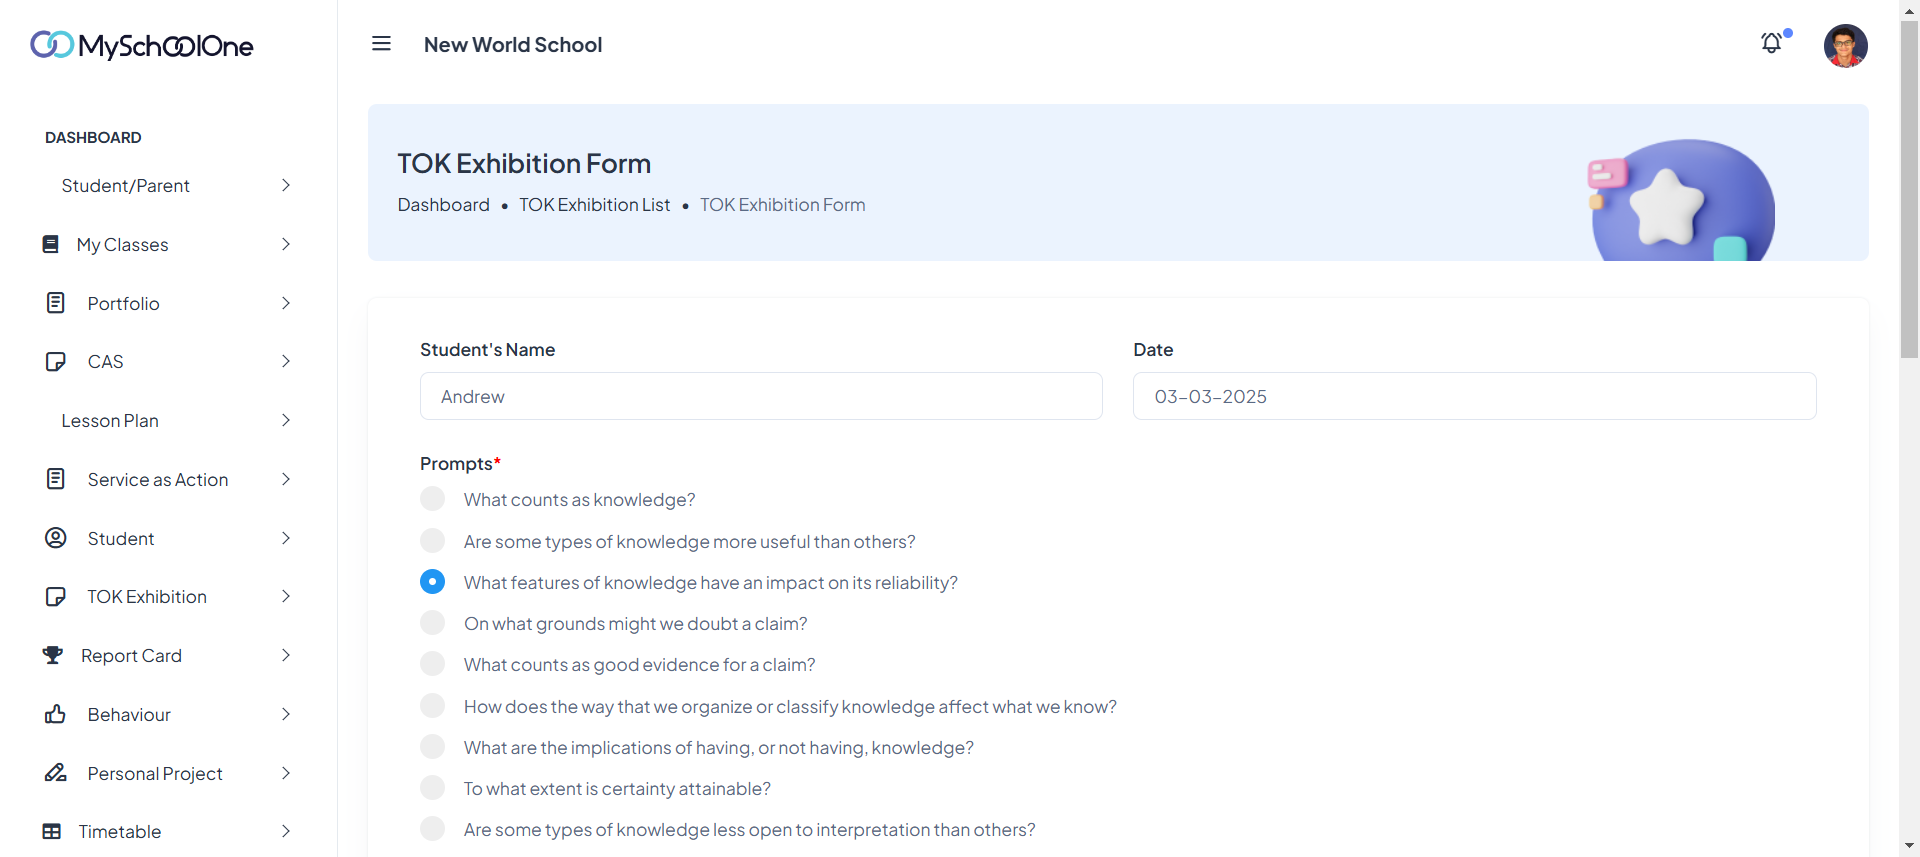 MySchoolOne
New World School
DASHBOARD
Student/Parent
My Classes
Portfolio
CAS
Lesson Plan
Service as Action
Student
TOK Exhibition
Report Card
Behaviour
Personal Project
Timetable
TOK Exhibition Form
Dashboard • TOK Exhibition List • TOK Exhibition Form
Student's Name
Andrew
Date
03-03-2025
Prompts*
What counts as knowledge?
Are some types of knowledge more useful than others?
What features of knowledge have an impact on its reliability?
On what grounds might we doubt a claim?
What counts as good evidence for a claim?
How does the way that we organize or classify knowledge affect what we know?
What are the implications of having, or not having, knowledge?
To what extent is certainty attainable?
Are some types of knowledge less open to interpretation than others?